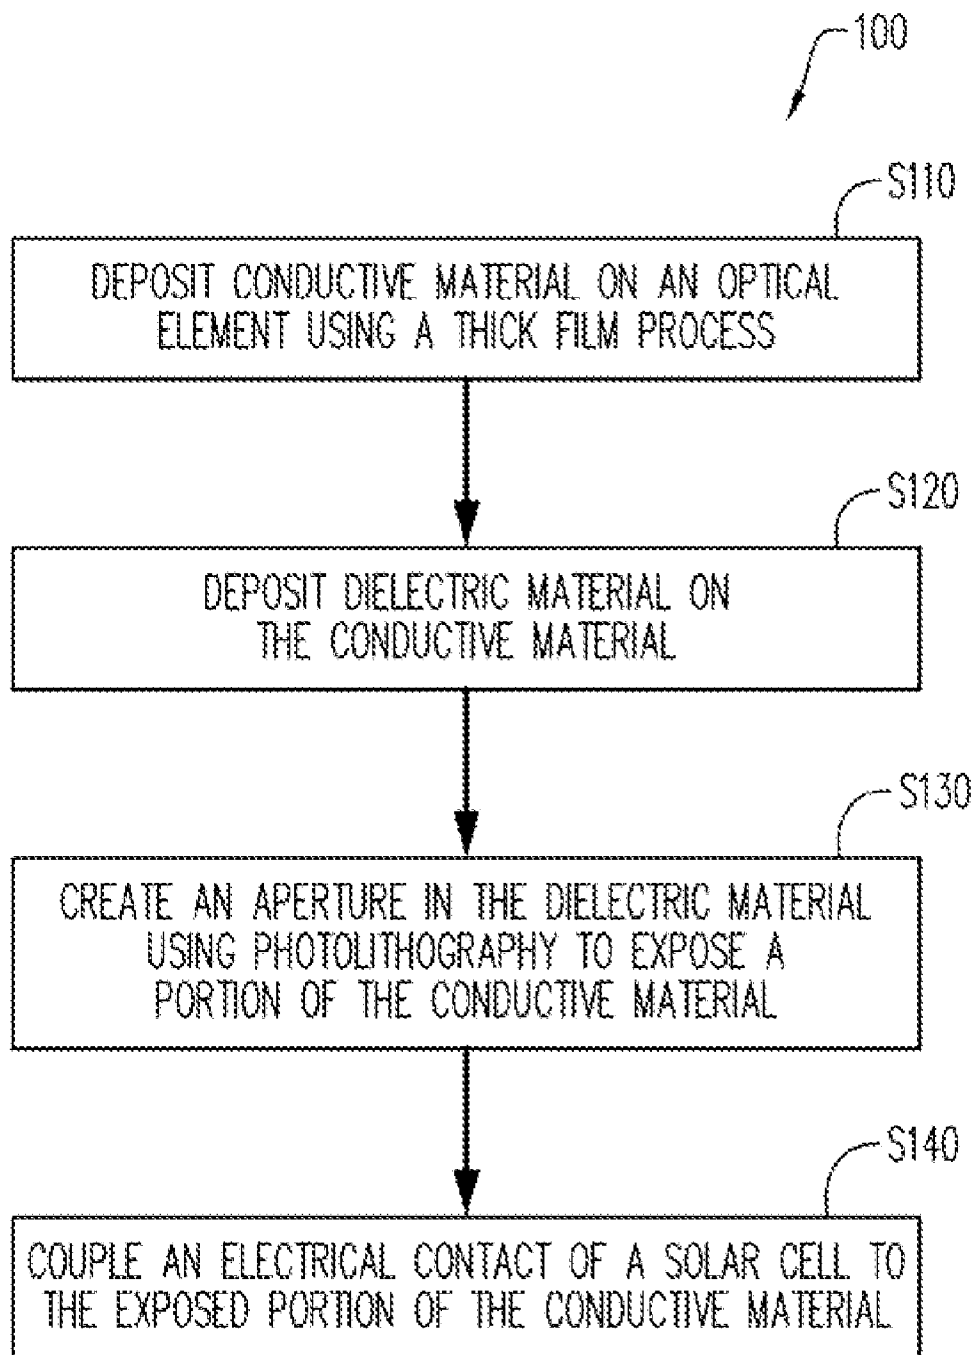 100
S110
DEPOSIT CONDUCTIVE MATERIAL ON AN OPTICAL
ELEMENT USING A THICK FILM PROCESS
S120
DEPOSIT DIELECTRIC MATERIAL ON
THE CONDUCTIVE MATERIAL
S130
CREATE AN APERTURE IN THE DIELECTRIC MATERIAL
USING PHOTOLITHOGRAPHY TO EXPOSE A
PORTION OF THE CONDUCTIVE MATERIAL
S140
COUPLE AN ELECTRICAL CONTACT OF A SOLAR CELL TO
THE EXPOSED PORTION OF THE CONDUCTIVE MATERIAL